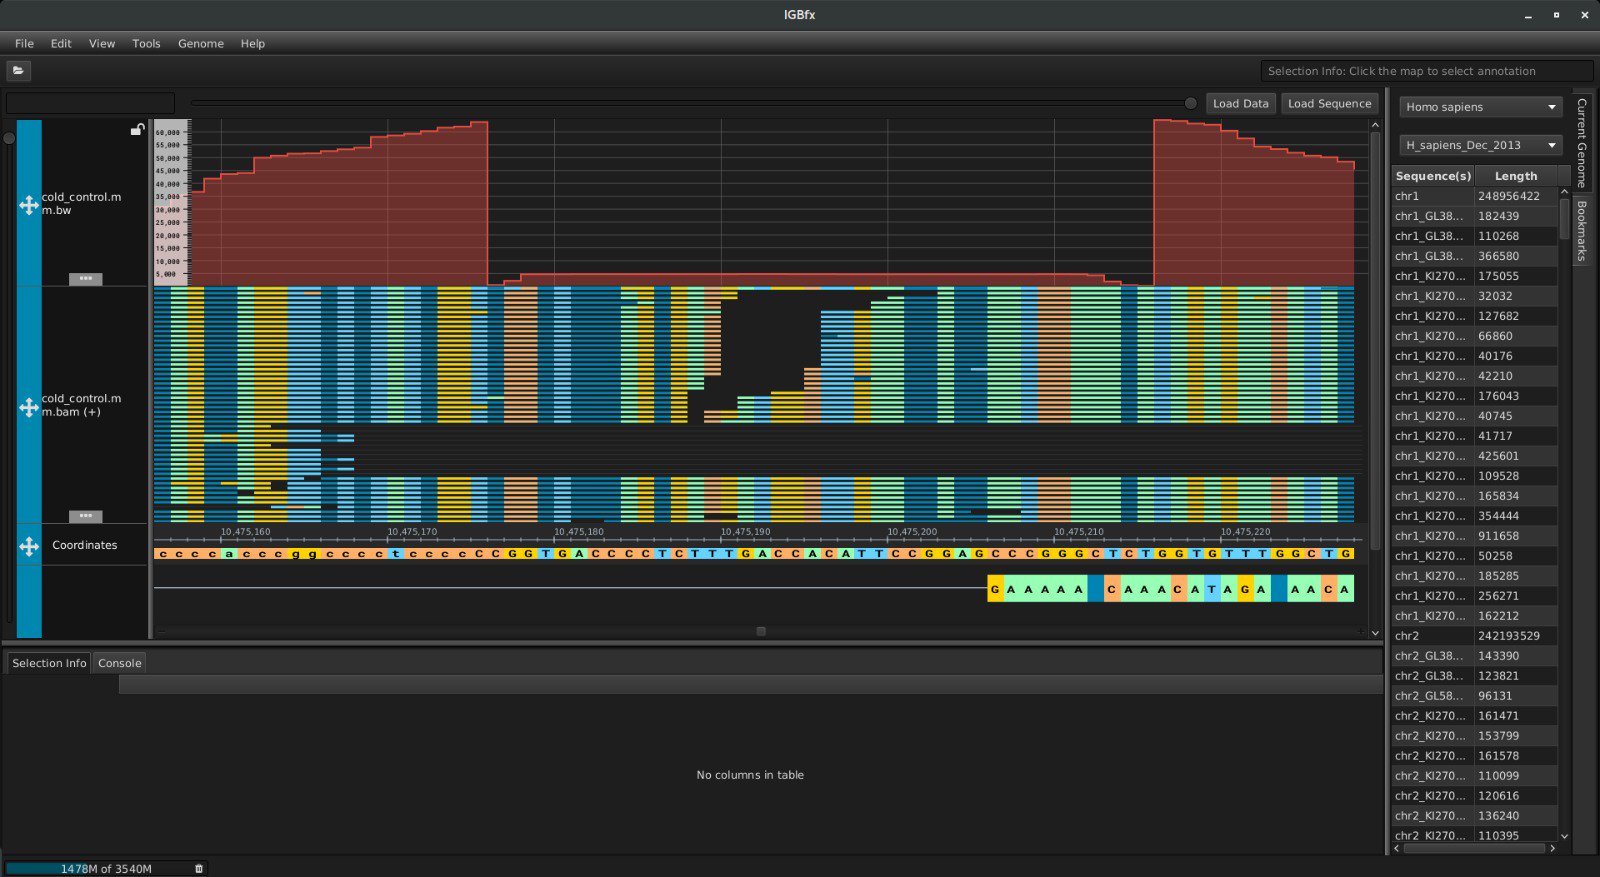 IGBfx
File Edit View Tools Genome Help
Selection Info: Click the map to select annotation
Load Data Load Sequence
cold_control.m
m.bw
60,000
55,000
50,000
45,000
40,000
35,000
30,000
25,000
20,000
15,000
10,000
5,000
cold_control.m
m.bam (+)
Coordinates
10,475,160 10,475,170 10,475,180 10,475,190 10,475,200 10,475,210 10,475,220
c c c c a c c c g g c c c c t c c c c C C G G T G A C C C C T C T T T G A C C A C A T T C C G G A G C C C G G G C T C T G G T G T T T G G C T G
G A A A A A C A A A C A T A G A A A C A
Selection Info Console
No columns in table
1478M of 3540M
Homo sapiens
H_sapiens_Dec_2013
Sequence(s) Length
chr1 248956422
chr1_GL38... 182439
chr1_GL38... 110268
chr1_GL38... 366580
chr1_KI270... 175055
chr1_KI270... 32032
chr1_KI270... 127682
chr1_KI270... 66860
chr1_KI270... 40176
chr1_KI270... 42210
chr1_KI270... 176043
chr1_KI270... 40745
chr1_KI270... 41717
chr1_KI270... 425601
chr1_KI270... 109528
chr1_KI270... 165834
chr1_KI270... 354444
chr1_KI270... 911658
chr1_KI270... 50258
chr1_KI270... 185285
chr1_KI270... 256271
chr1_KI270... 162212
chr2 242193529
chr2_GL38... 143390
chr2_GL38... 123821
chr2_GL58... 96131
chr2_KI270... 161471
chr2_KI270... 153799
chr2_KI270... 161578
chr2_KI270... 110099
chr2_KI270... 120616
chr2_KI270... 136240
chr2 KI270... 110395
Current Genome
Bookmarks